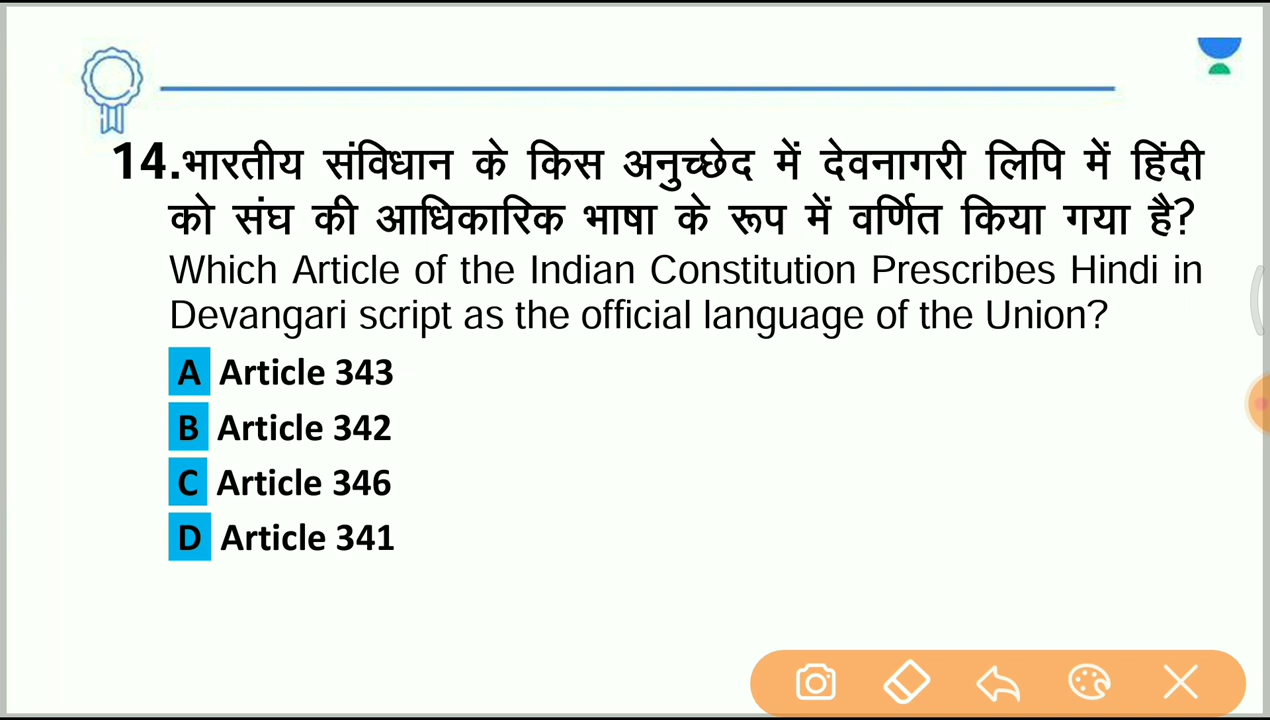 14.भारतीय संविधान के किस अनुच्छेद में देवनागरी लिपि में हिंदी
को संघ की आधिकारिक भाषा के रूप में वर्णित किया गया है?
Which Article of the Indian Constitution Prescribes Hindi in
Devangari script as the official language of the Union?
A Article 343
B Article 342
C Article 346
D Article 341